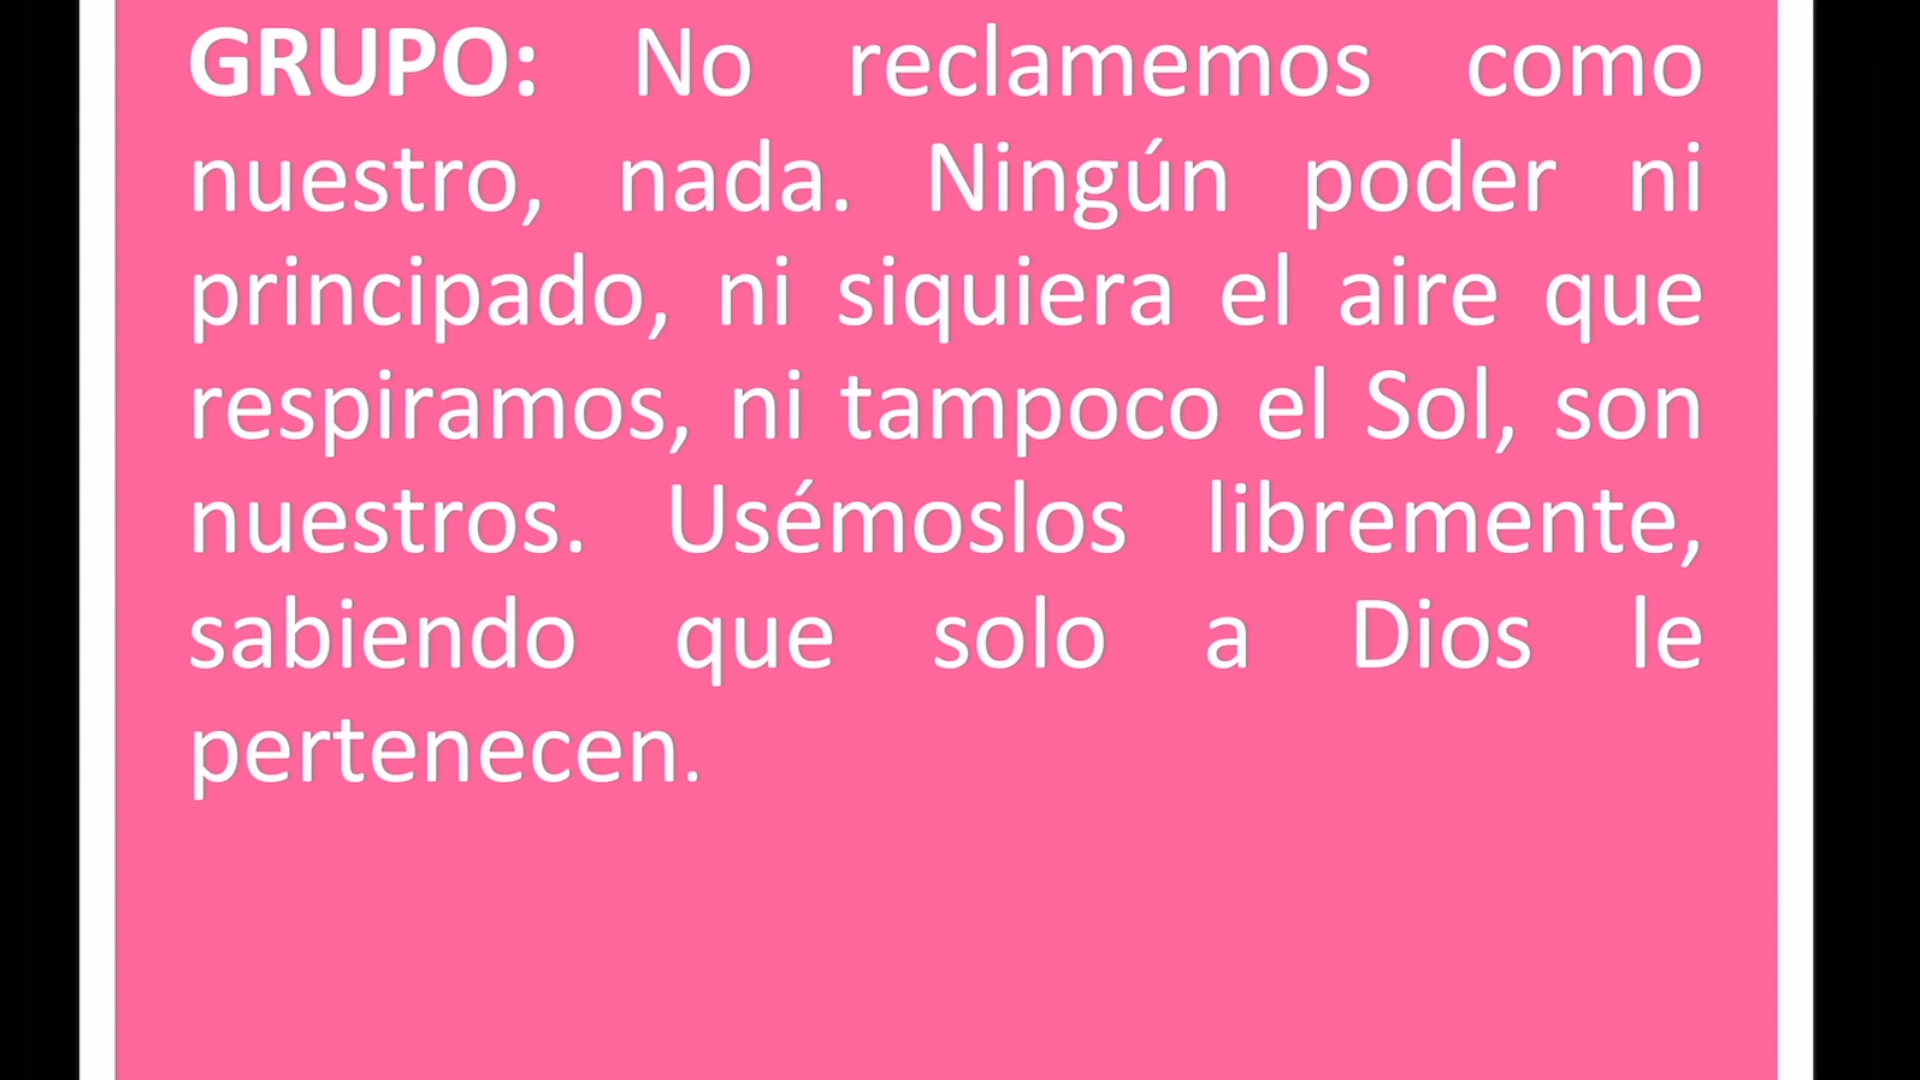 GRUPO: No reclamemos como
nuestro, nada. Ningún poder ni
principado, ni siquiera el aire que
respiramos, ni tampoco el Sol, son
nuestros. Usémoslos libremente,
sabiendo que solo a Dios le
pertenecen.